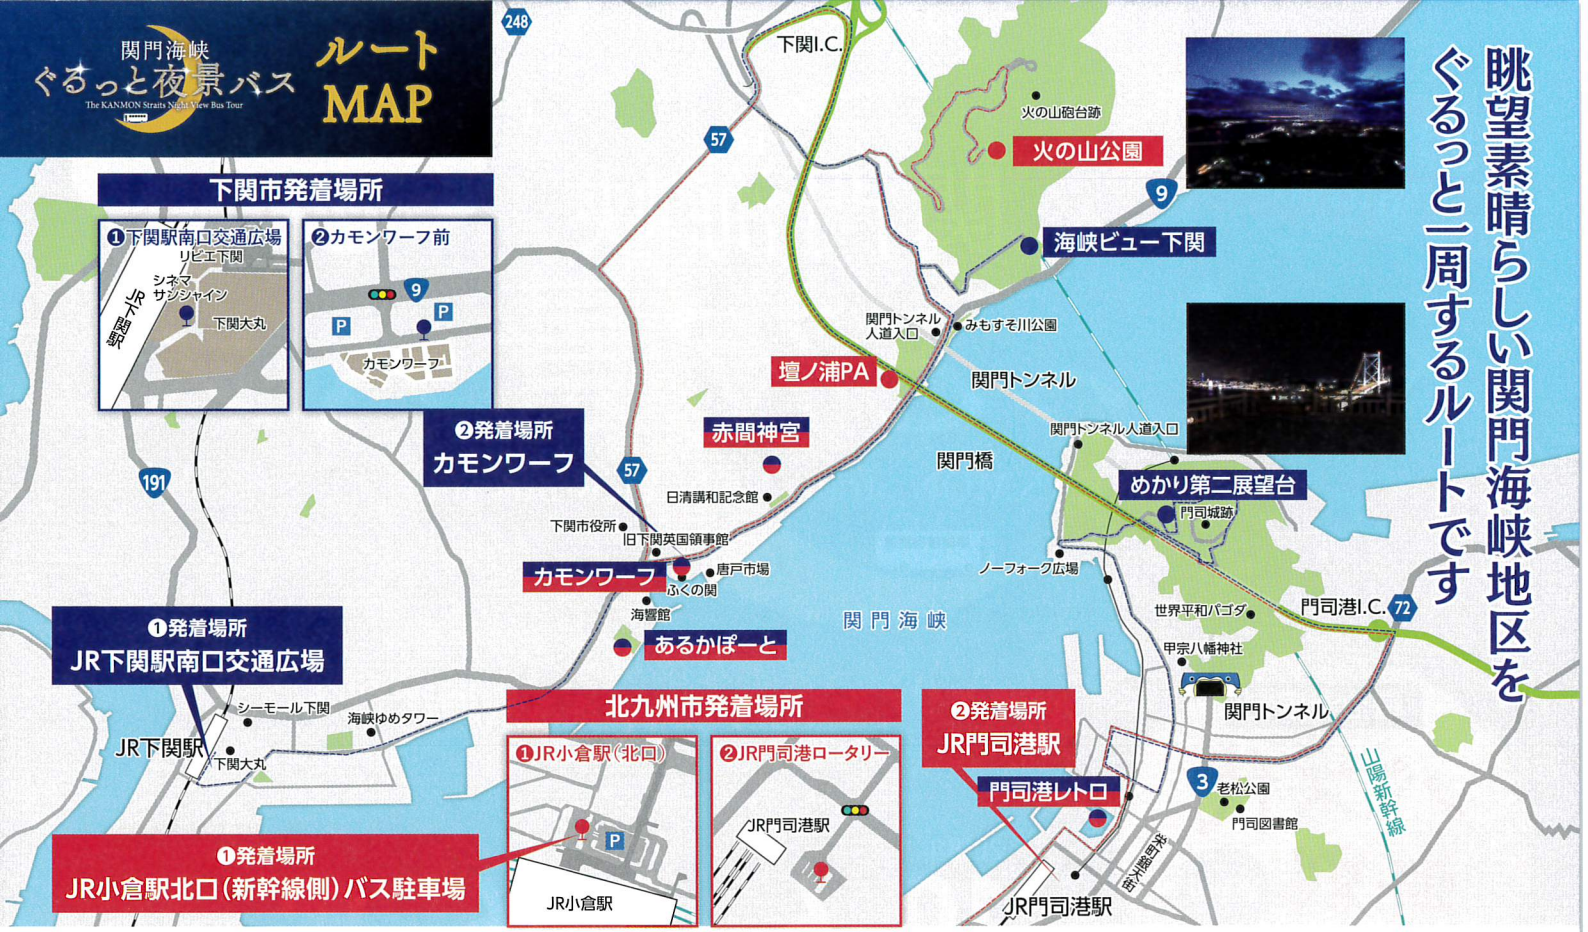 関門海峡
ぐるっと夜景バス
The KANMON Straits Night View Bus Tour
ルート
MAP
眺望素晴らしい関門海峡地区を
ぐるっと一周するルートです
下関市発着場所
❶下関駅南口交通広場
リピエ下関
シネマ
サンシャイン
下関大丸
JR下関駅
❷カモンワーフ前
9
P
P
カモンワーフ
248
57
下関I.C.
火の山砲台跡
火の山公園
9
海峡ビュー下関
関門トンネル
人道入口
みもすそ川公園
壇ノ浦PA
関門トンネル
関門橋
関門トンネル人道入口
めかり第二展望台
門司城跡
ノーフォーク広場
❷発着場所
カモンワーフ
赤間神宮
57
191
日清講和記念館
下関市役所
旧下関英国領事館
カモンワーフ
唐戸市場
ふくの関
海響館
あるかぽーと
関門海峡
世界平和パゴダ
門司港I.C.
72
甲宗八幡神社
関門トンネル
❶発着場所
JR下関駅南口交通広場
シーモール下関
海峡ゆめタワー
JR下関駅
下関大丸
北九州市発着場所
❶JR小倉駅(北口)
P
JR小倉駅
❷JR門司港ロータリー
JR門司港駅
❷発着場所
JR門司港駅
門司港レトロ
3
老松公園
門司図書館
山陽新幹線
栄町銀天街
JR門司港駅
❶発着場所
JR小倉駅北口(新幹線側)バス駐車場